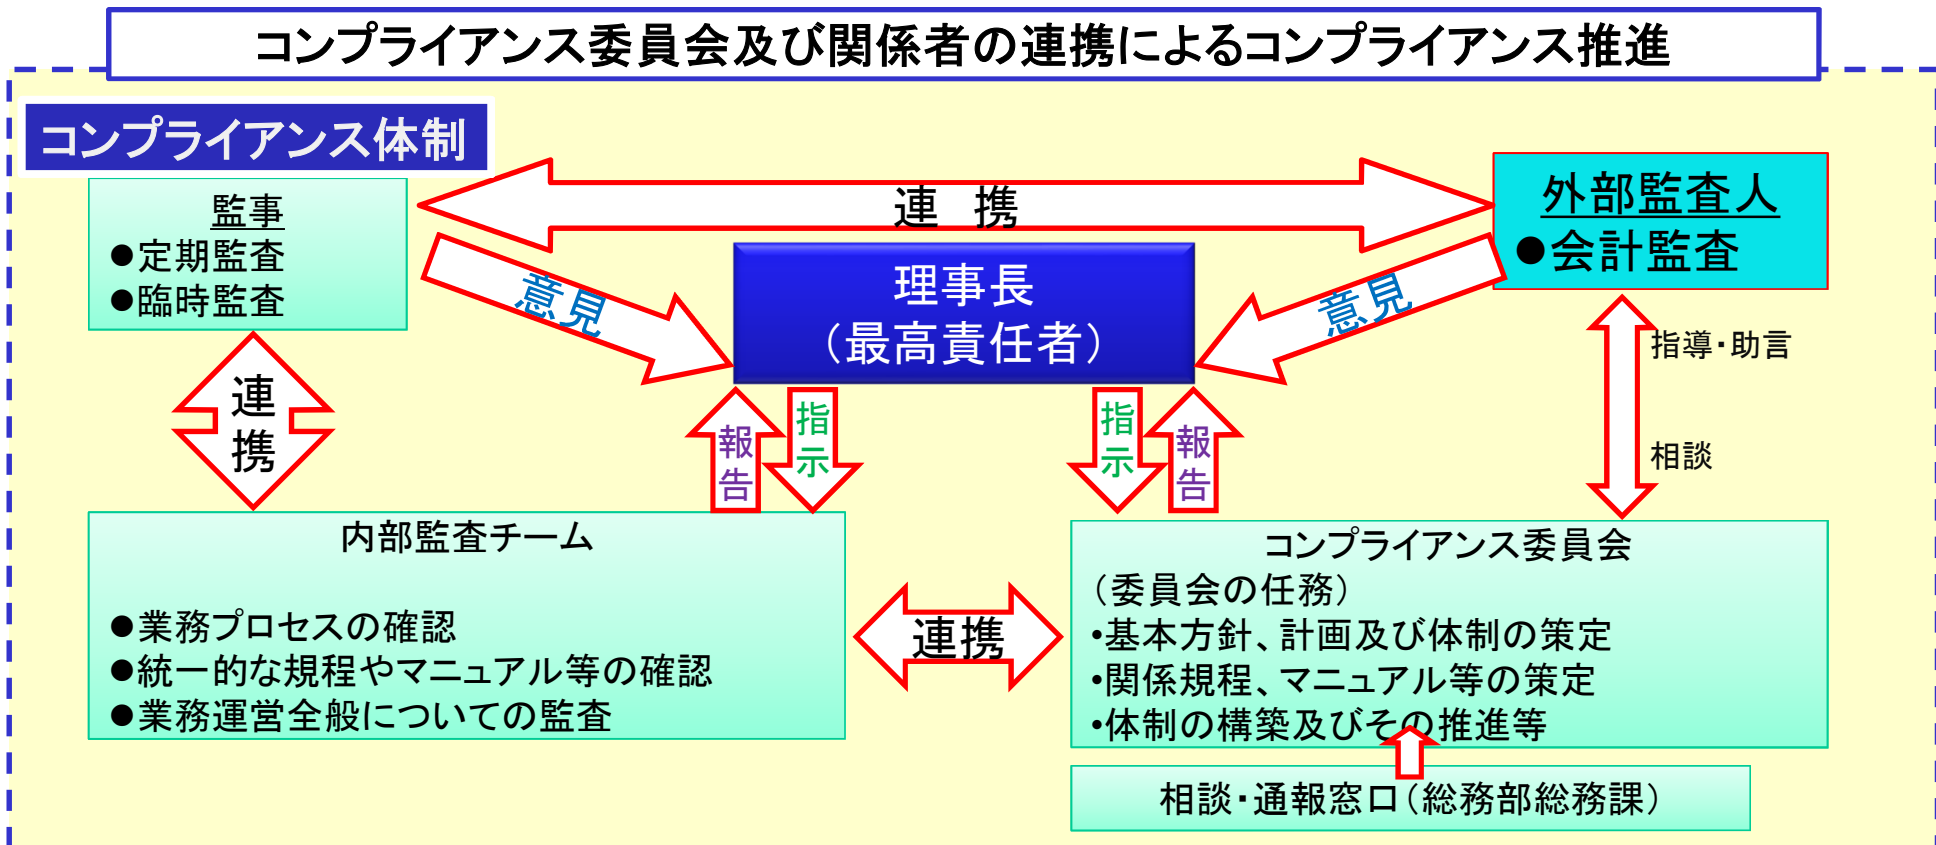 コンプライアンス委員会及び関係者の連携によるコンプライアンス推進
コンプライアンス体制
監事
●定期監査
●臨時監査
連 携
外部監査人
●会計監査
意見
理事長
（最高責任者）
意見
連
携
報
告
指
示
指
示
報
告
指導・助言
相談
内部監査チーム
●業務プロセスの確認
●統一的な規程やマニュアル等の確認
●業務運営全般についての監査
連携
コンプライアンス委員会
（委員会の任務）
・基本方針、計画及び体制の策定
・関係規程、マニュアル等の策定
・体制の構築及びその推進等
相談・通報窓口（総務部総務課）